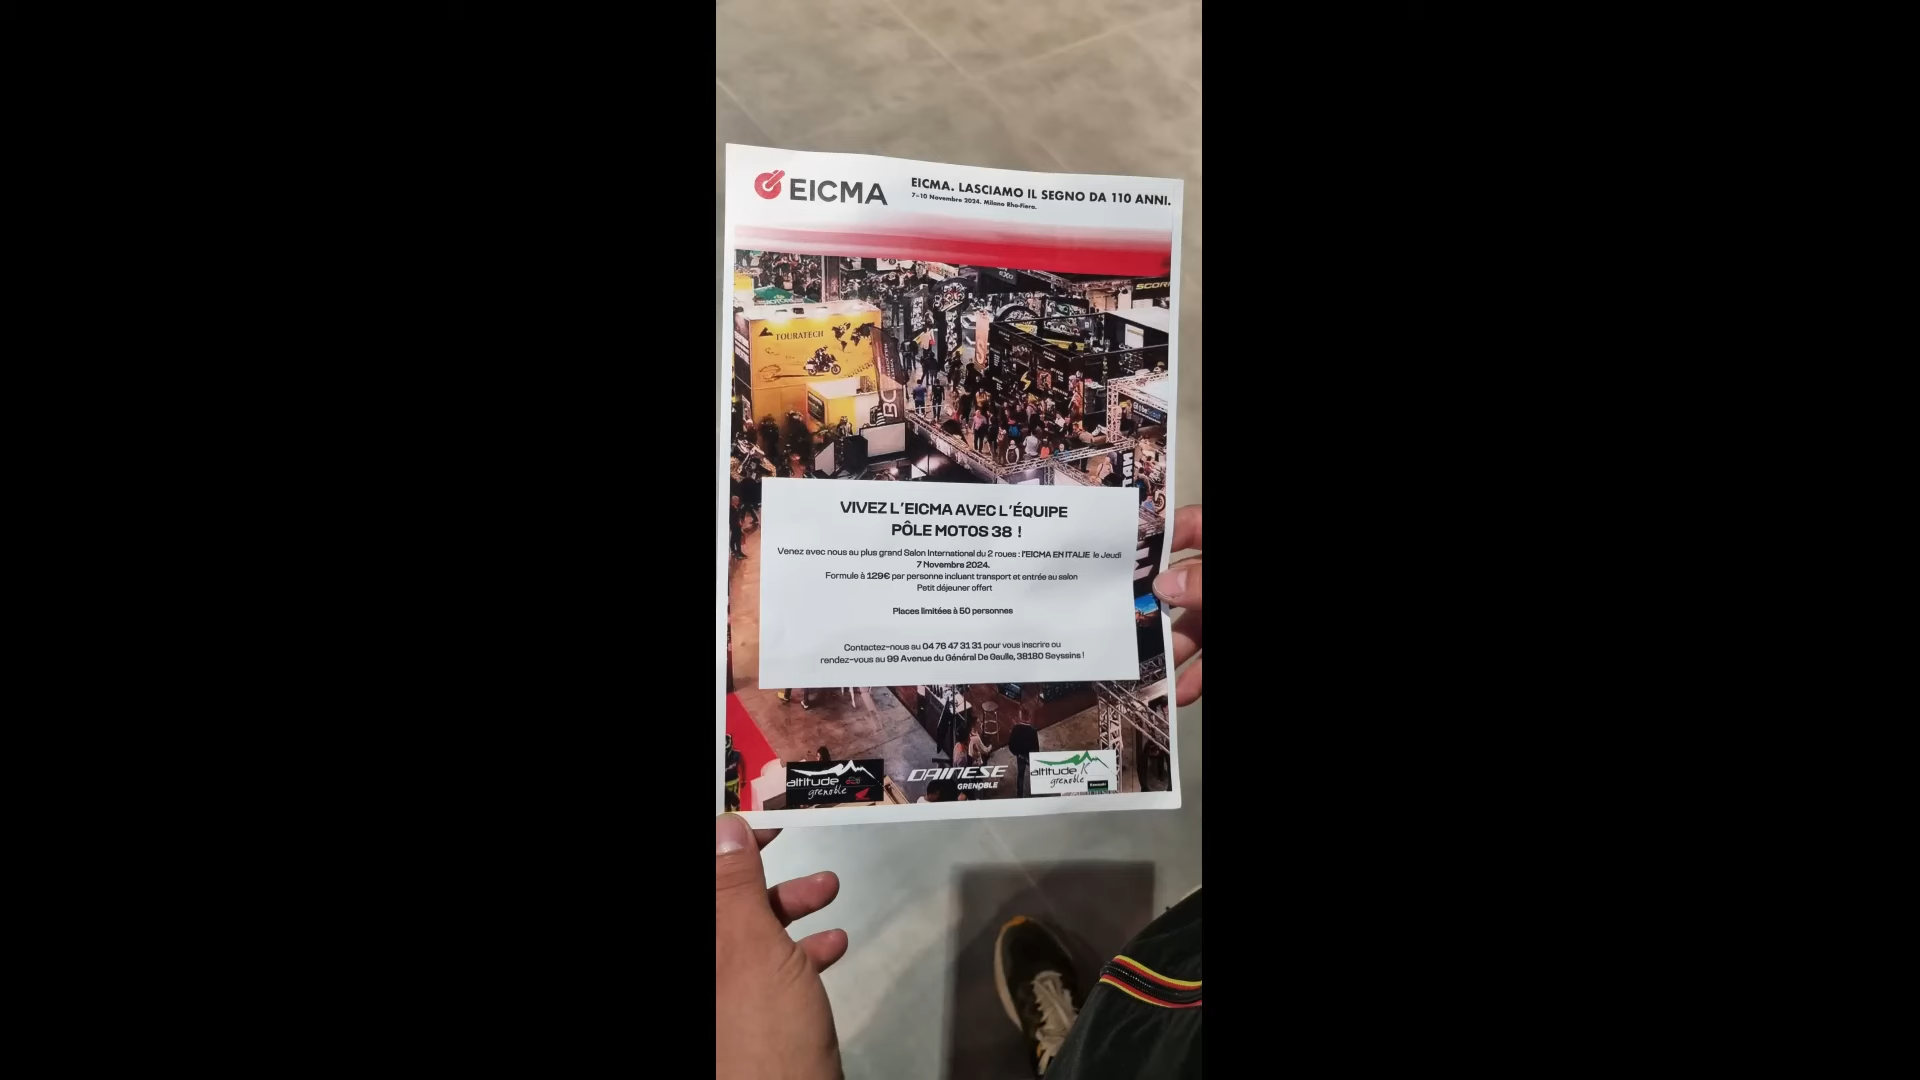 EICMA
EICMA. LASCIAMO IL SEGNO DA 110 ANNI.
7-10 Novembre 2024. Milano Rho-Fiera.
TOURATECH
VIVEZ L'EICMA AVEC L'ÉQUIPE
PÔLE MOTOS 38 !
Venez avec nous au plus grand Salon International du 2 roues : l'EICMA EN ITALIE le Jeudi
7 Novembre 2024.
Formule à 129€ par personne incluant transport et entrée au salon
Petit déjeuner offert
Places limitées à 50 personnes
Contactez-nous au 04 76 47 31 31 pour vous inscrire ou
rendez-vous au 99 Avenue du Général De Gaulle, 38180 Seyssins !
altitude
grenoble
DAINESE
GRENOBLE
altitude K
grenoble
Kawasaki